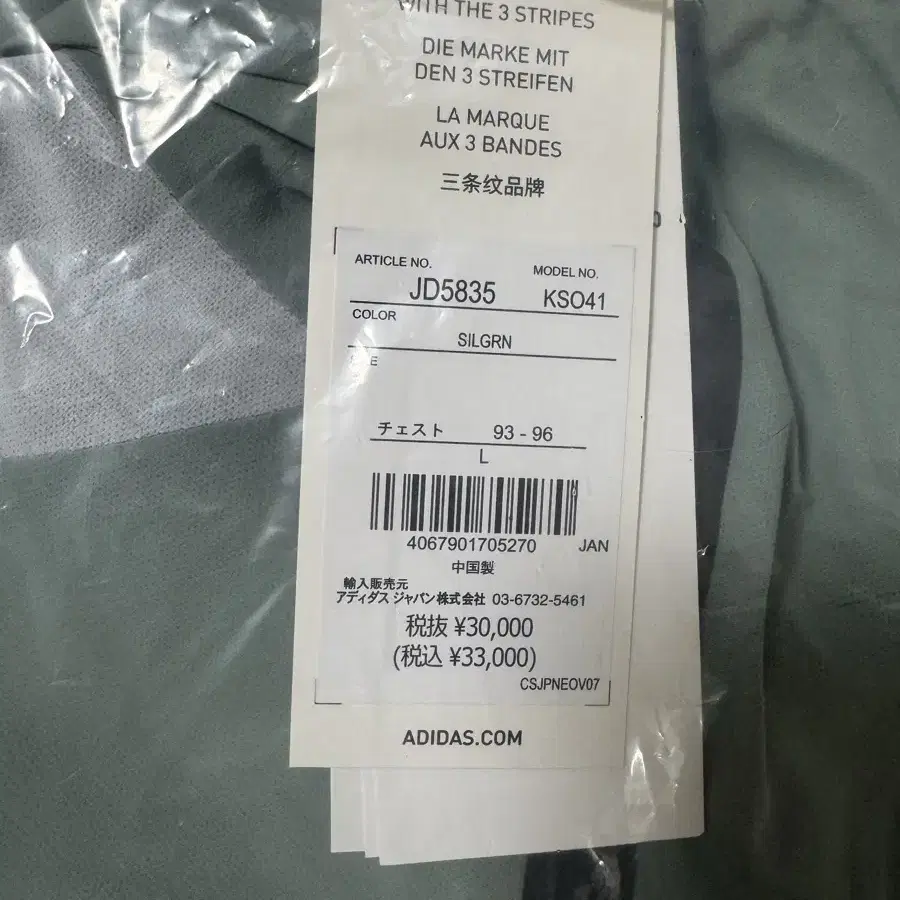 WITH THE 3 STRIPES
DIE MARKE MIT
DEN 3 STREIFEN
LA MARQUE
AUX 3 BANDES
三条纹品牌
ARTICLE NO.
MODEL NO.
JD5835
KSO41
COLOR
SILGRN
チェスト 93 - 96
L
4067901705270 JAN
中国製
輸入販売元
アディダス ジャパン株式会社 03-6732-5461
税抜 ¥30,000
(税込 ¥33,000)
CSJPNEOV07
ADIDAS.COM